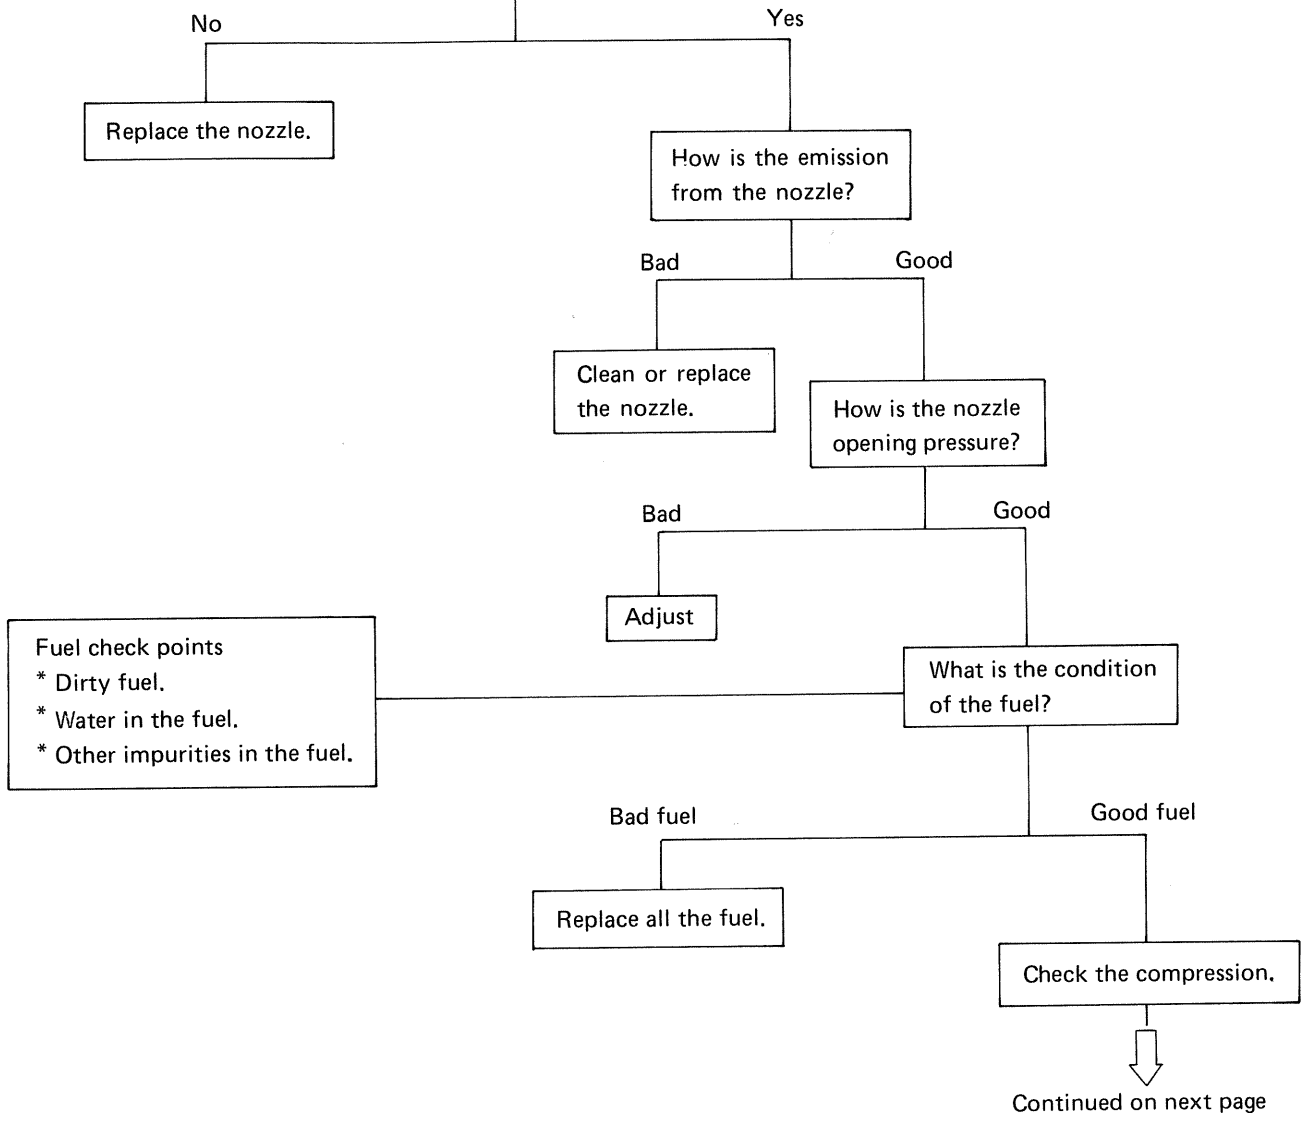 No
Yes
Replace the nozzle.
How is the emission
from the nozzle?
Bad
Good
Clean or replace
the nozzle.
How is the nozzle
opening pressure?
Bad
Good
Adjust
Fuel check points
* Dirty fuel.
* Water in the fuel.
* Other impurities in the fuel.
What is the condition
of the fuel?
Bad fuel
Good fuel
Replace all the fuel.
Check the compression.
Continued on next page